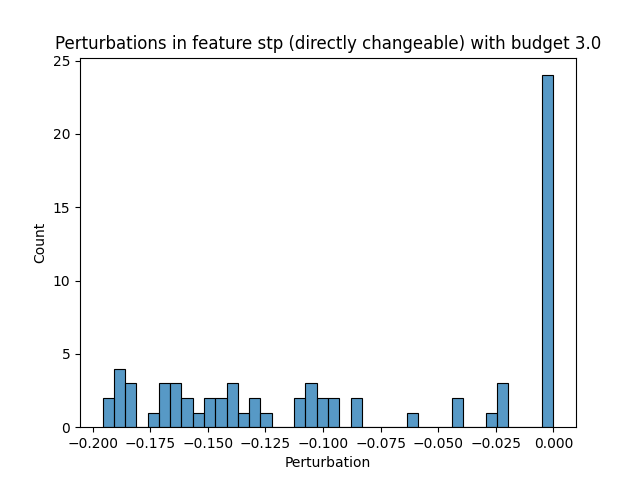 Perturbations in feature stp (directly changeable) with budget 3.0
25
20
15
10
5
0
Count
−0.200 −0.175 −0.150 −0.125 −0.100 −0.075 −0.050 −0.025 0.000
Perturbation